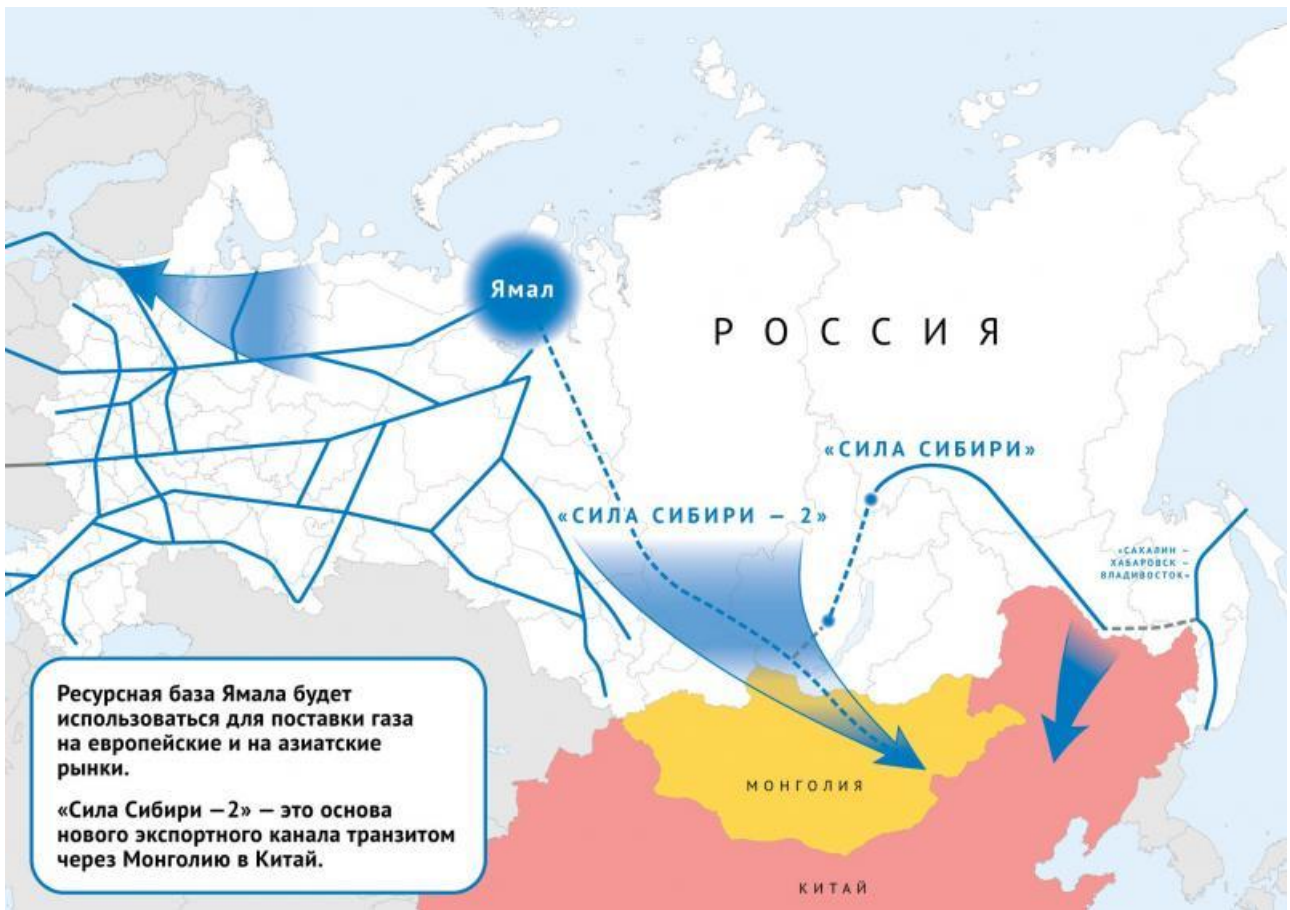 Ямал
РОССИЯ
«СИЛА СИБИРИ»
«СИЛА СИБИРИ — 2»
«САХАЛИН –
ХАБАРОВСК –
ВЛАДИВОСТОК»
МОНГОЛИЯ
КИТАЙ
Ресурсная база Ямала будет
использоваться для поставки газа
на европейские и на азиатские
рынки.
«Сила Сибири —2» — это основа
нового экспортного канала транзитом
через Монголию в Китай.